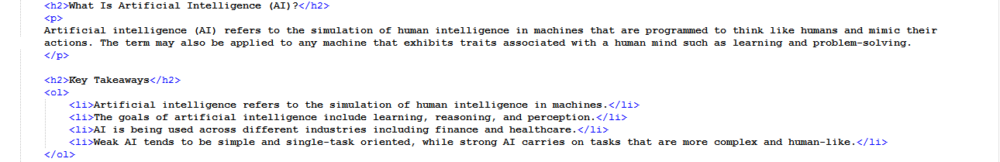 <h2>What Is Artificial Intelligence (AI)?</h2>
<p>
Artificial intelligence (AI) refers to the simulation of human intelligence in machines that are programmed to think like humans and mimic their
actions. The term may also be applied to any machine that exhibits traits associated with a human mind such as learning and problem-solving.
</p>
<h2>Key Takeaways</h2>
<ol>
<li>Artificial intelligence refers to the simulation of human intelligence in machines.</li>
<li>The goals of artificial intelligence include learning, reasoning, and perception.</li>
<li>AI is being used across different industries including finance and healthcare.</li>
<li>Weak AI tends to be simple and single-task oriented, while strong AI carries on tasks that are more complex and human-like.</li>
</ol>